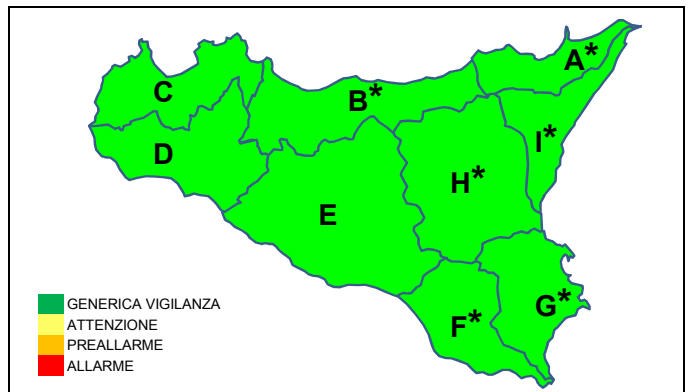 A*
C
B*
I*
D
H*
E
G*
F*
GENERICA VIGILANZA
ATTENZIONE
PREALLARME
ALLARME